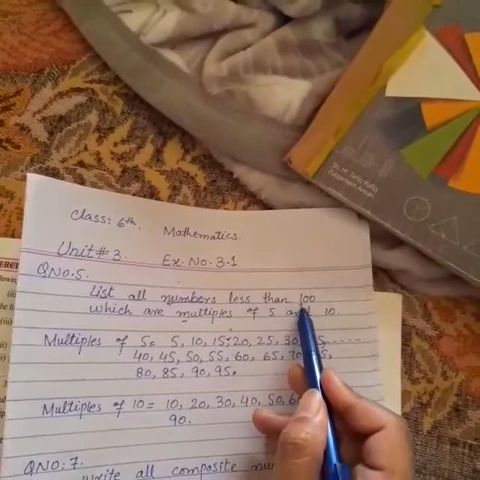 Class: 6th. Mathematics
Unit # 3. Ex. No. 3.1
QNO.5.
List all numbers less than 100
which are multiples of 5 and 10.
Multiples of 5 = 5, 10, 15, 20, 25, 30
40, 45, 50, 55, 60, 65, 70
80, 85, 90, 95.
Multiples of 10 = 10, 20, 30, 40, 50,
90.
QNO:7.
Write all composite